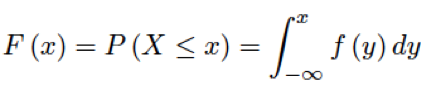 F (x) = P (X ≤ x) = ∫_{-∞}^{x} f (y) dy